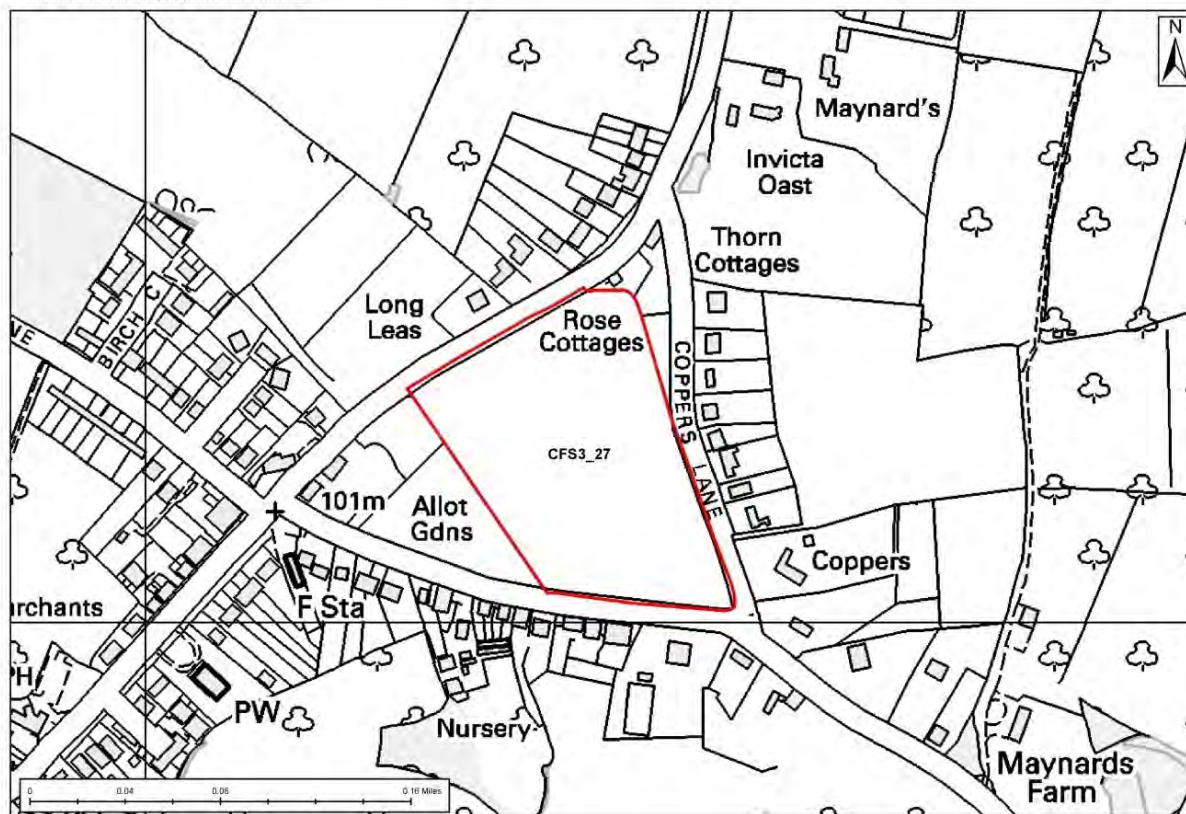 N
Maynard's
Invicta
Oast
Thorn
Cottages
Long
Leas
BIRCH C
VE
Rose
Cottages
COPPERS LANE
CFS3_27
101m
Allot
Gdns
Coppers
F Sta
PH
PW
Nursery
Maynards
Farm
0 0.04 0.08 0.16 Miles